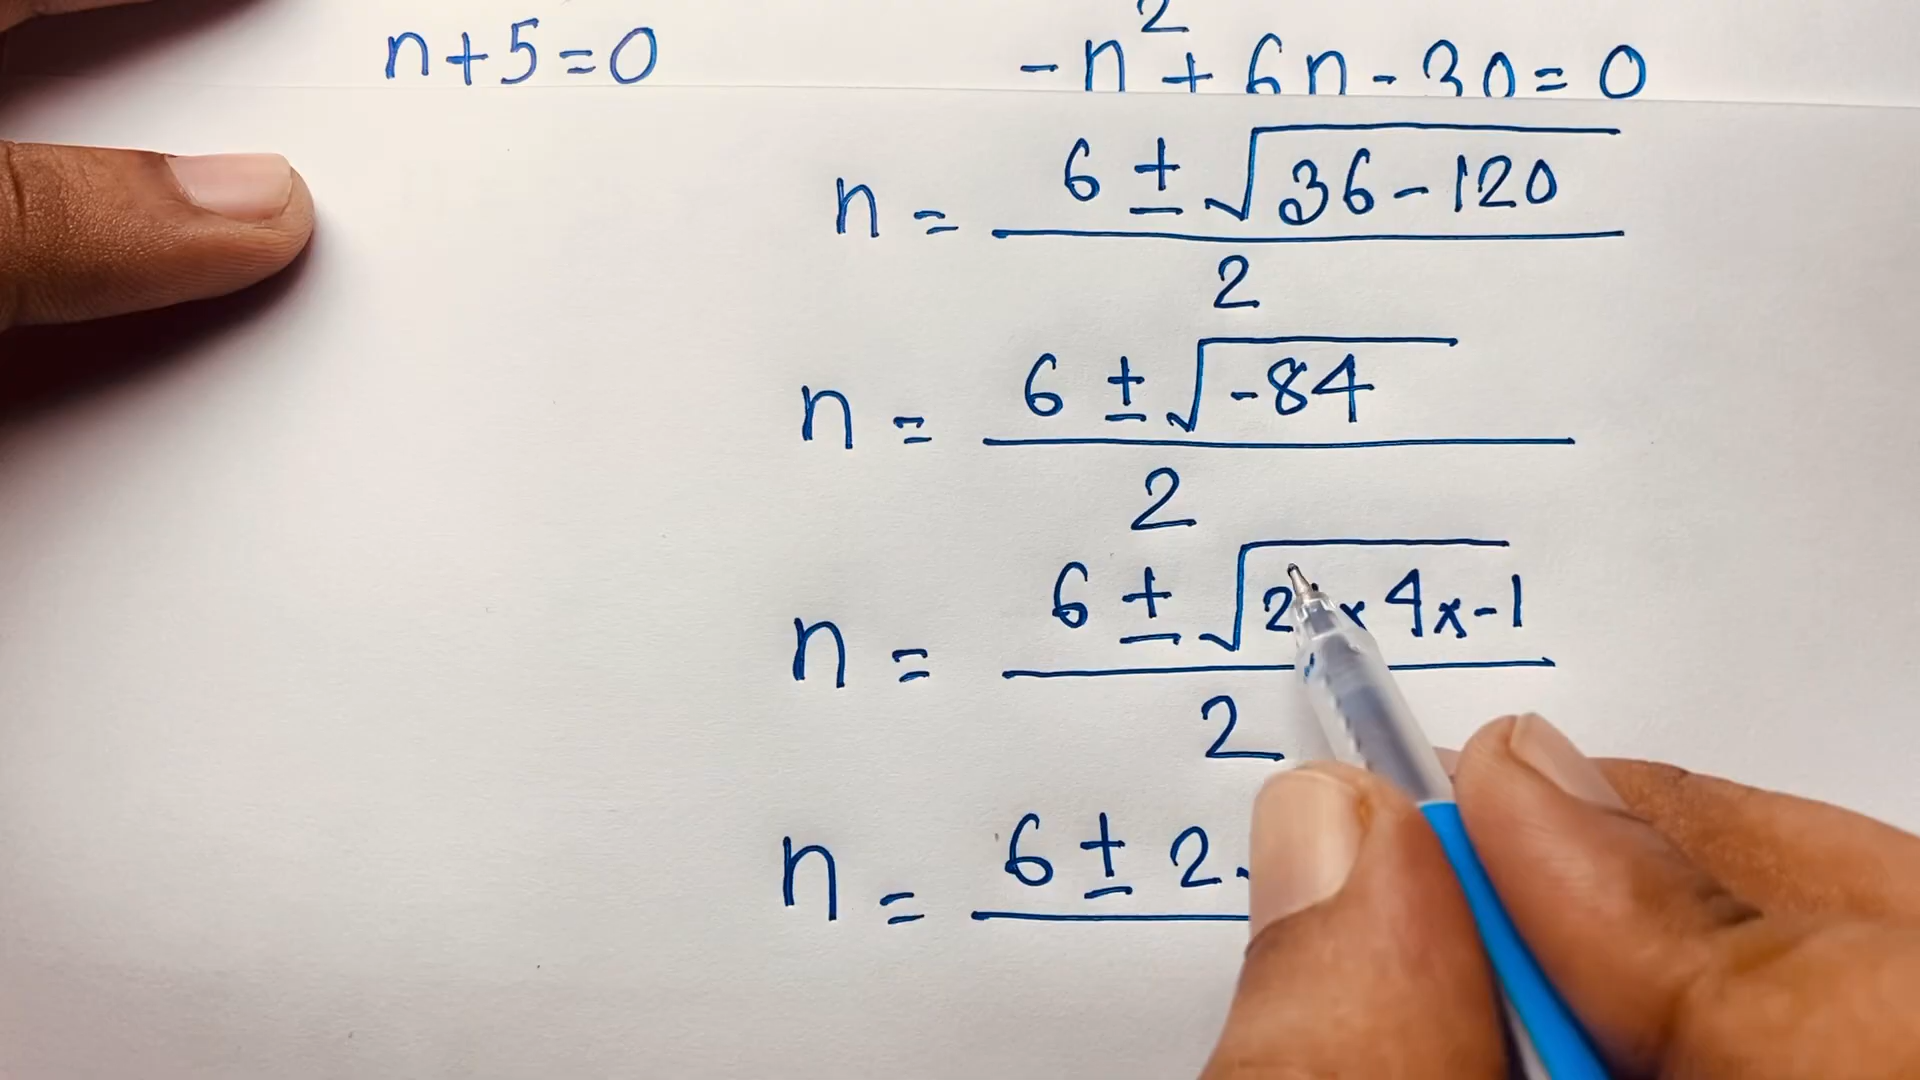 n+5=0
-n²+6n-30=0
n = (6 ± √(36-120)) / 2
n = (6 ± √(-84)) / 2
n = (6 ± √(2 × 4x-1)) / 2
n = 6 ± 2